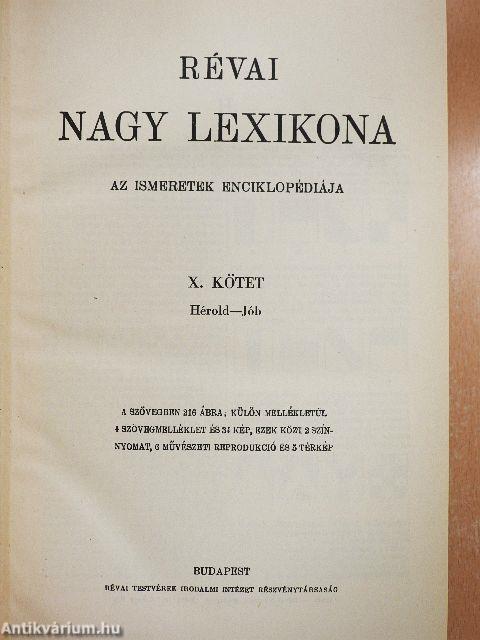 RÉVAI
NAGY LEXIKONA
AZ ISMERETEK ENCIKLOPÉDIÁJA
X. KÖTET
Hérold—Jób
A SZÖVEGBEN 216 ÁBRA; KÜLÖN MELLÉKLETÜL
4 SZÖVEGMELLÉKLET ÉS 34 KÉP, EZEK KÖZT 2 SZÍN-
NYOMAT, 6 MŰVÉSZETI REPRODUKCIÓ ÉS 5 TÉRKÉP
BUDAPEST
RÉVAI TESTVÉREK IRODALMI INTÉZET RÉSZVÉNYTÁRSASÁG
Antikvárium.hu